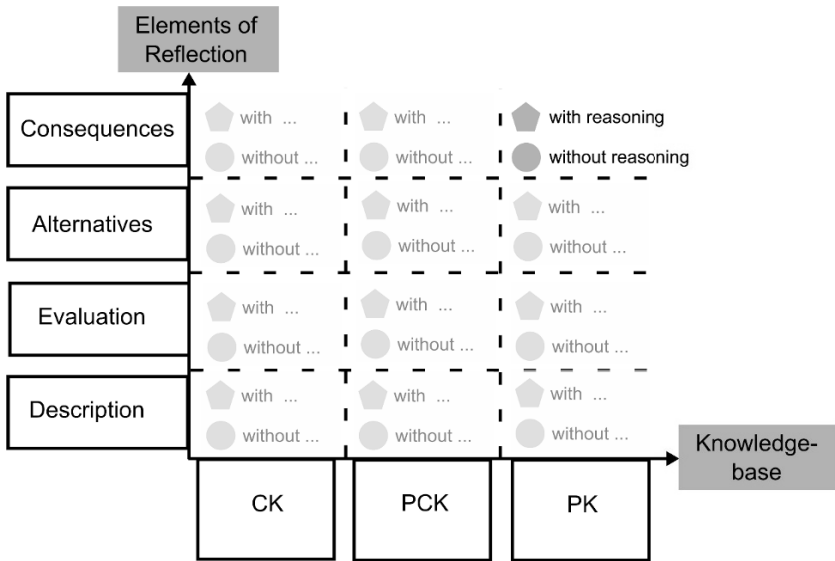 Elements of
Reflection
Consequences
with ...
with ...
with reasoning
without ...
without ...
without reasoning
Alternatives
with ...
with ...
with ...
without ...
without ...
without ...
Evaluation
with ...
with ...
with ...
without ...
without ...
without ...
Description
with ...
with ...
with ...
without ...
without ...
without ...
Knowledge-
base
CK
PCK
PK